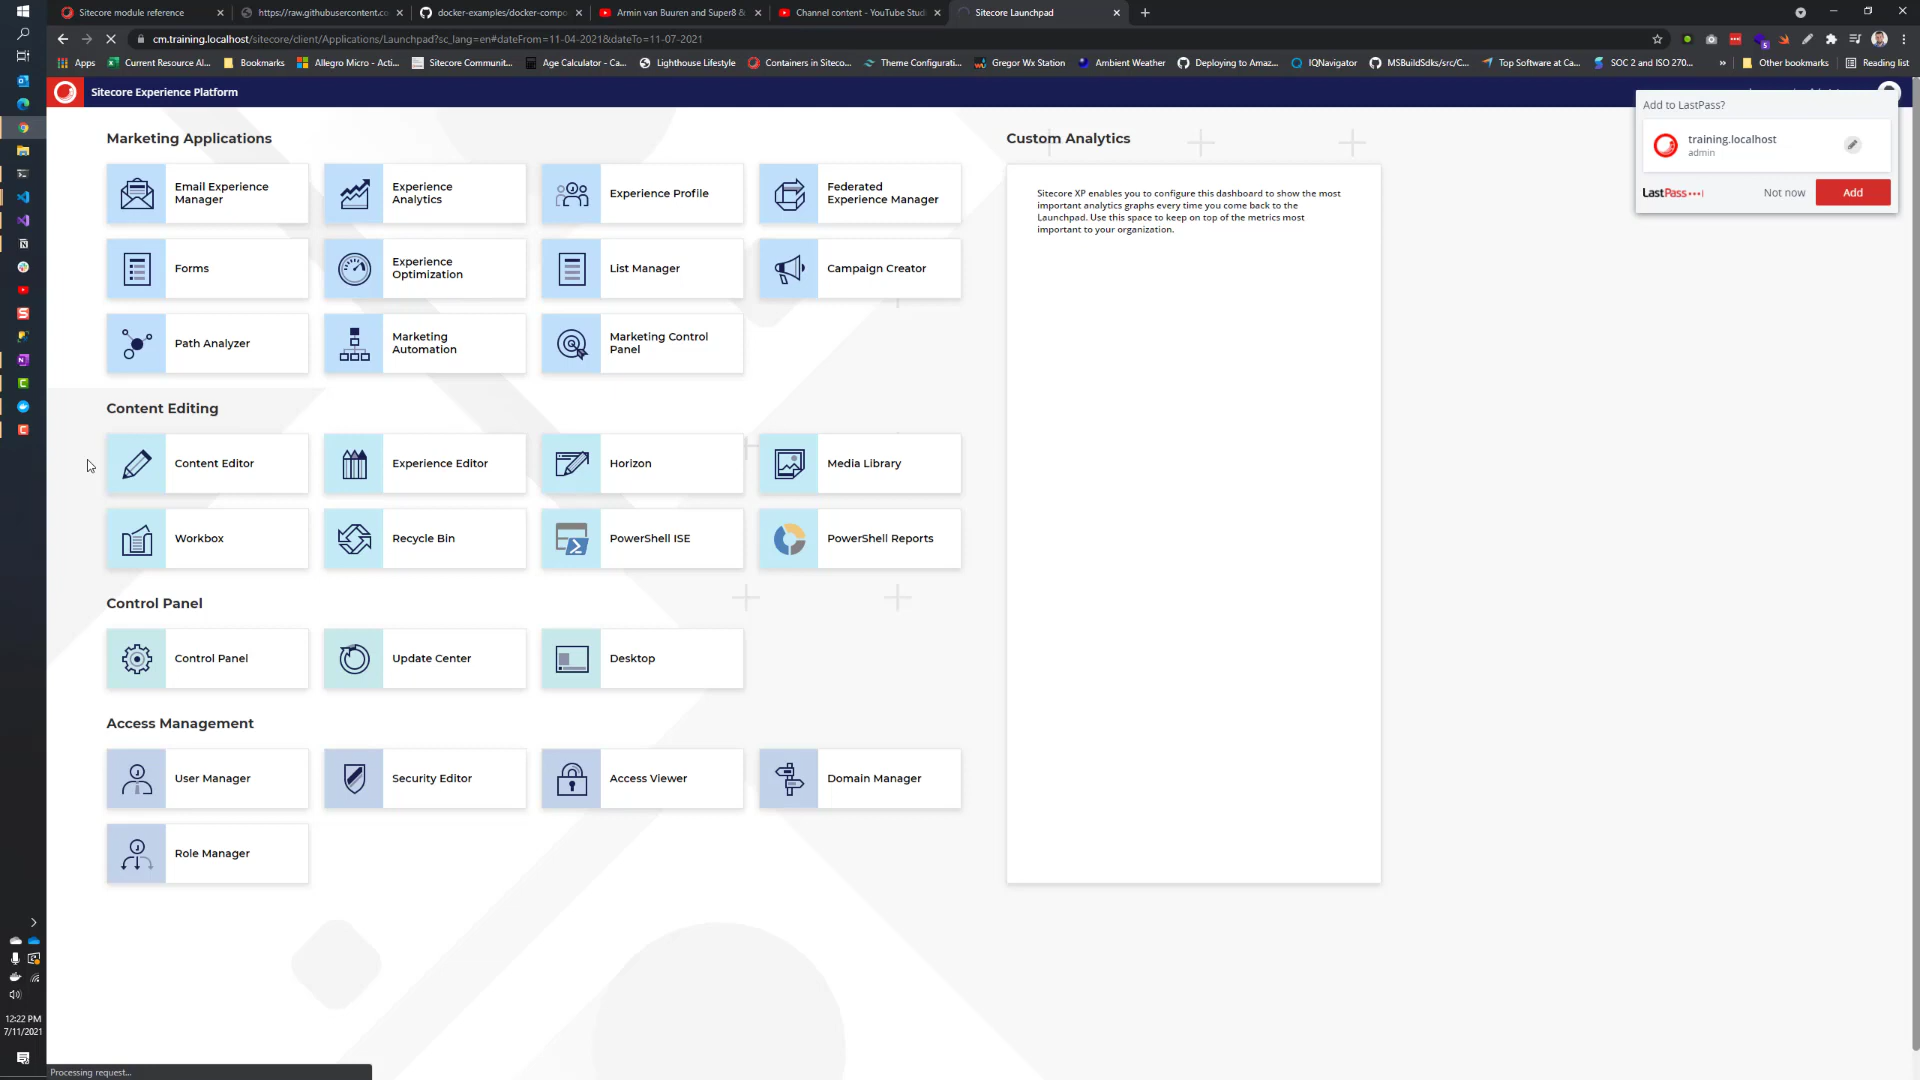 Sitecore module reference
https://raw.githubusercontent.co
docker-examples/docker-compo
Armin van Buuren and Super8 &
Channel content - YouTube Stud
Sitecore Launchpad
cm.training.localhost/sitecore/client/Applications/Launchpad?sc_lang=en#dateFrom=11-04-2021&dateTo=11-07-2021
Apps
Current Resource Al...
Bookmarks
Allegro Micro - Acti...
Sitecore Communit...
Age Calculator - Ca...
Lighthouse Lifestyle
Containers in Siteco...
Theme Configurati...
Gregor Wx Station
Ambient Weather
Deploying to Amaz...
IQNavigator
MSBuildSdks/src/C...
Top Software at Ca...
SOC 2 and ISO 270...
Other bookmarks
Reading list
Sitecore Experience Platform
Add to LastPass?
training.localhost
admin
LastPass
Not now
Add
Marketing Applications
Email Experience
Manager
Experience
Analytics
Experience Profile
Federated
Experience Manager
Forms
Experience
Optimization
List Manager
Campaign Creator
Path Analyzer
Marketing
Automation
Marketing Control
Panel
Custom Analytics
Sitecore XP enables you to configure this dashboard to show the most
important analytics graphs every time you come back to the
Launchpad. Use this space to keep on top of the metrics most
important to your organization.
Content Editing
Content Editor
Experience Editor
Horizon
Media Library
Workbox
Recycle Bin
PowerShell ISE
PowerShell Reports
Control Panel
Control Panel
Update Center
Desktop
Access Management
User Manager
Security Editor
Access Viewer
Domain Manager
Role Manager
12:22 PM
7/11/2021
Processing request...